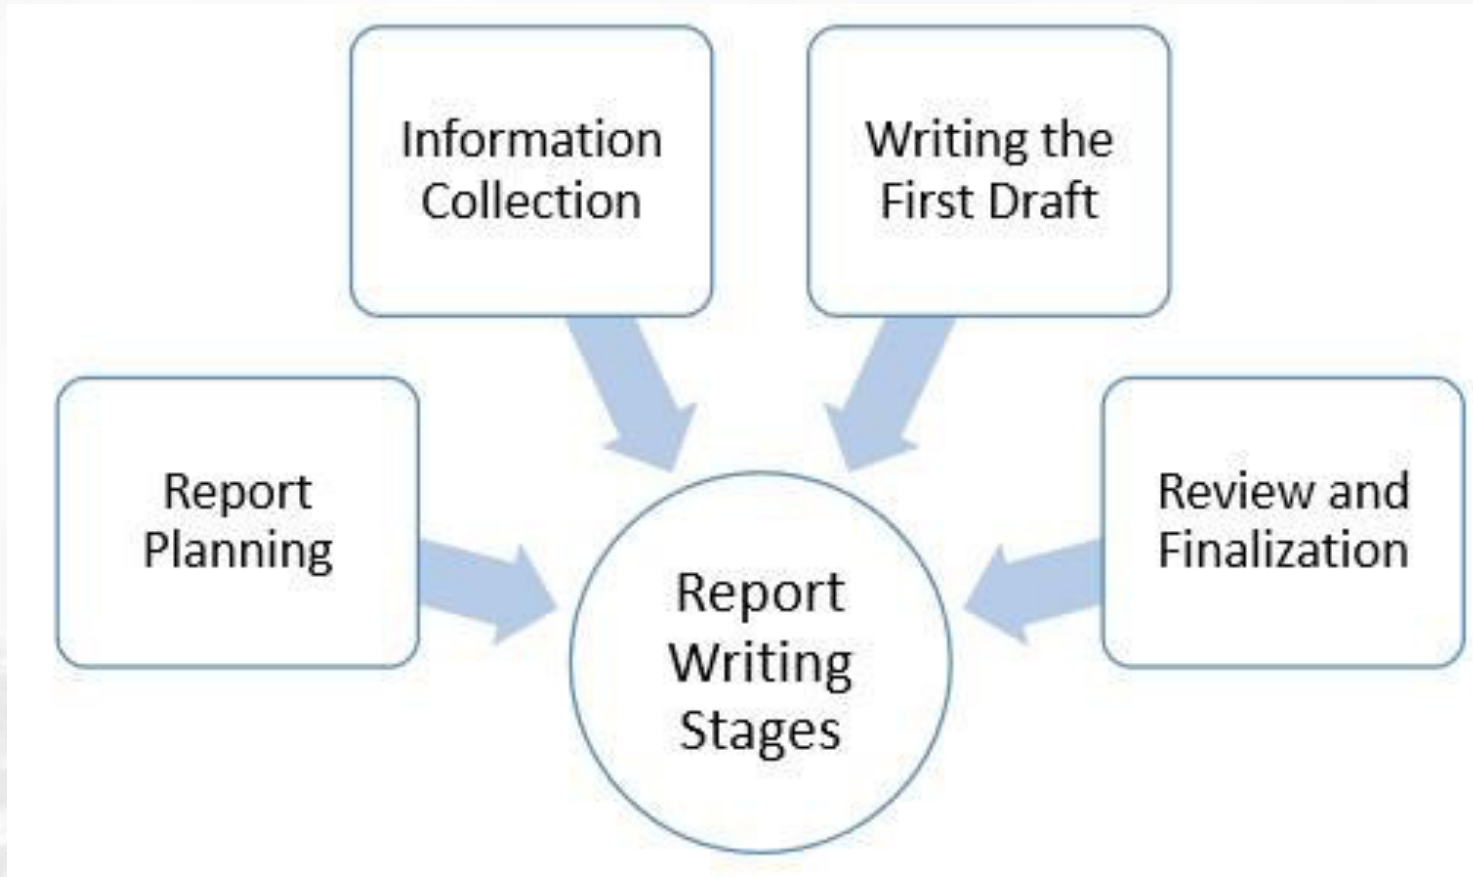 Information
Collection
Writing the
First Draft
Report
Planning
Review and
Finalization
Report
Writing
Stages